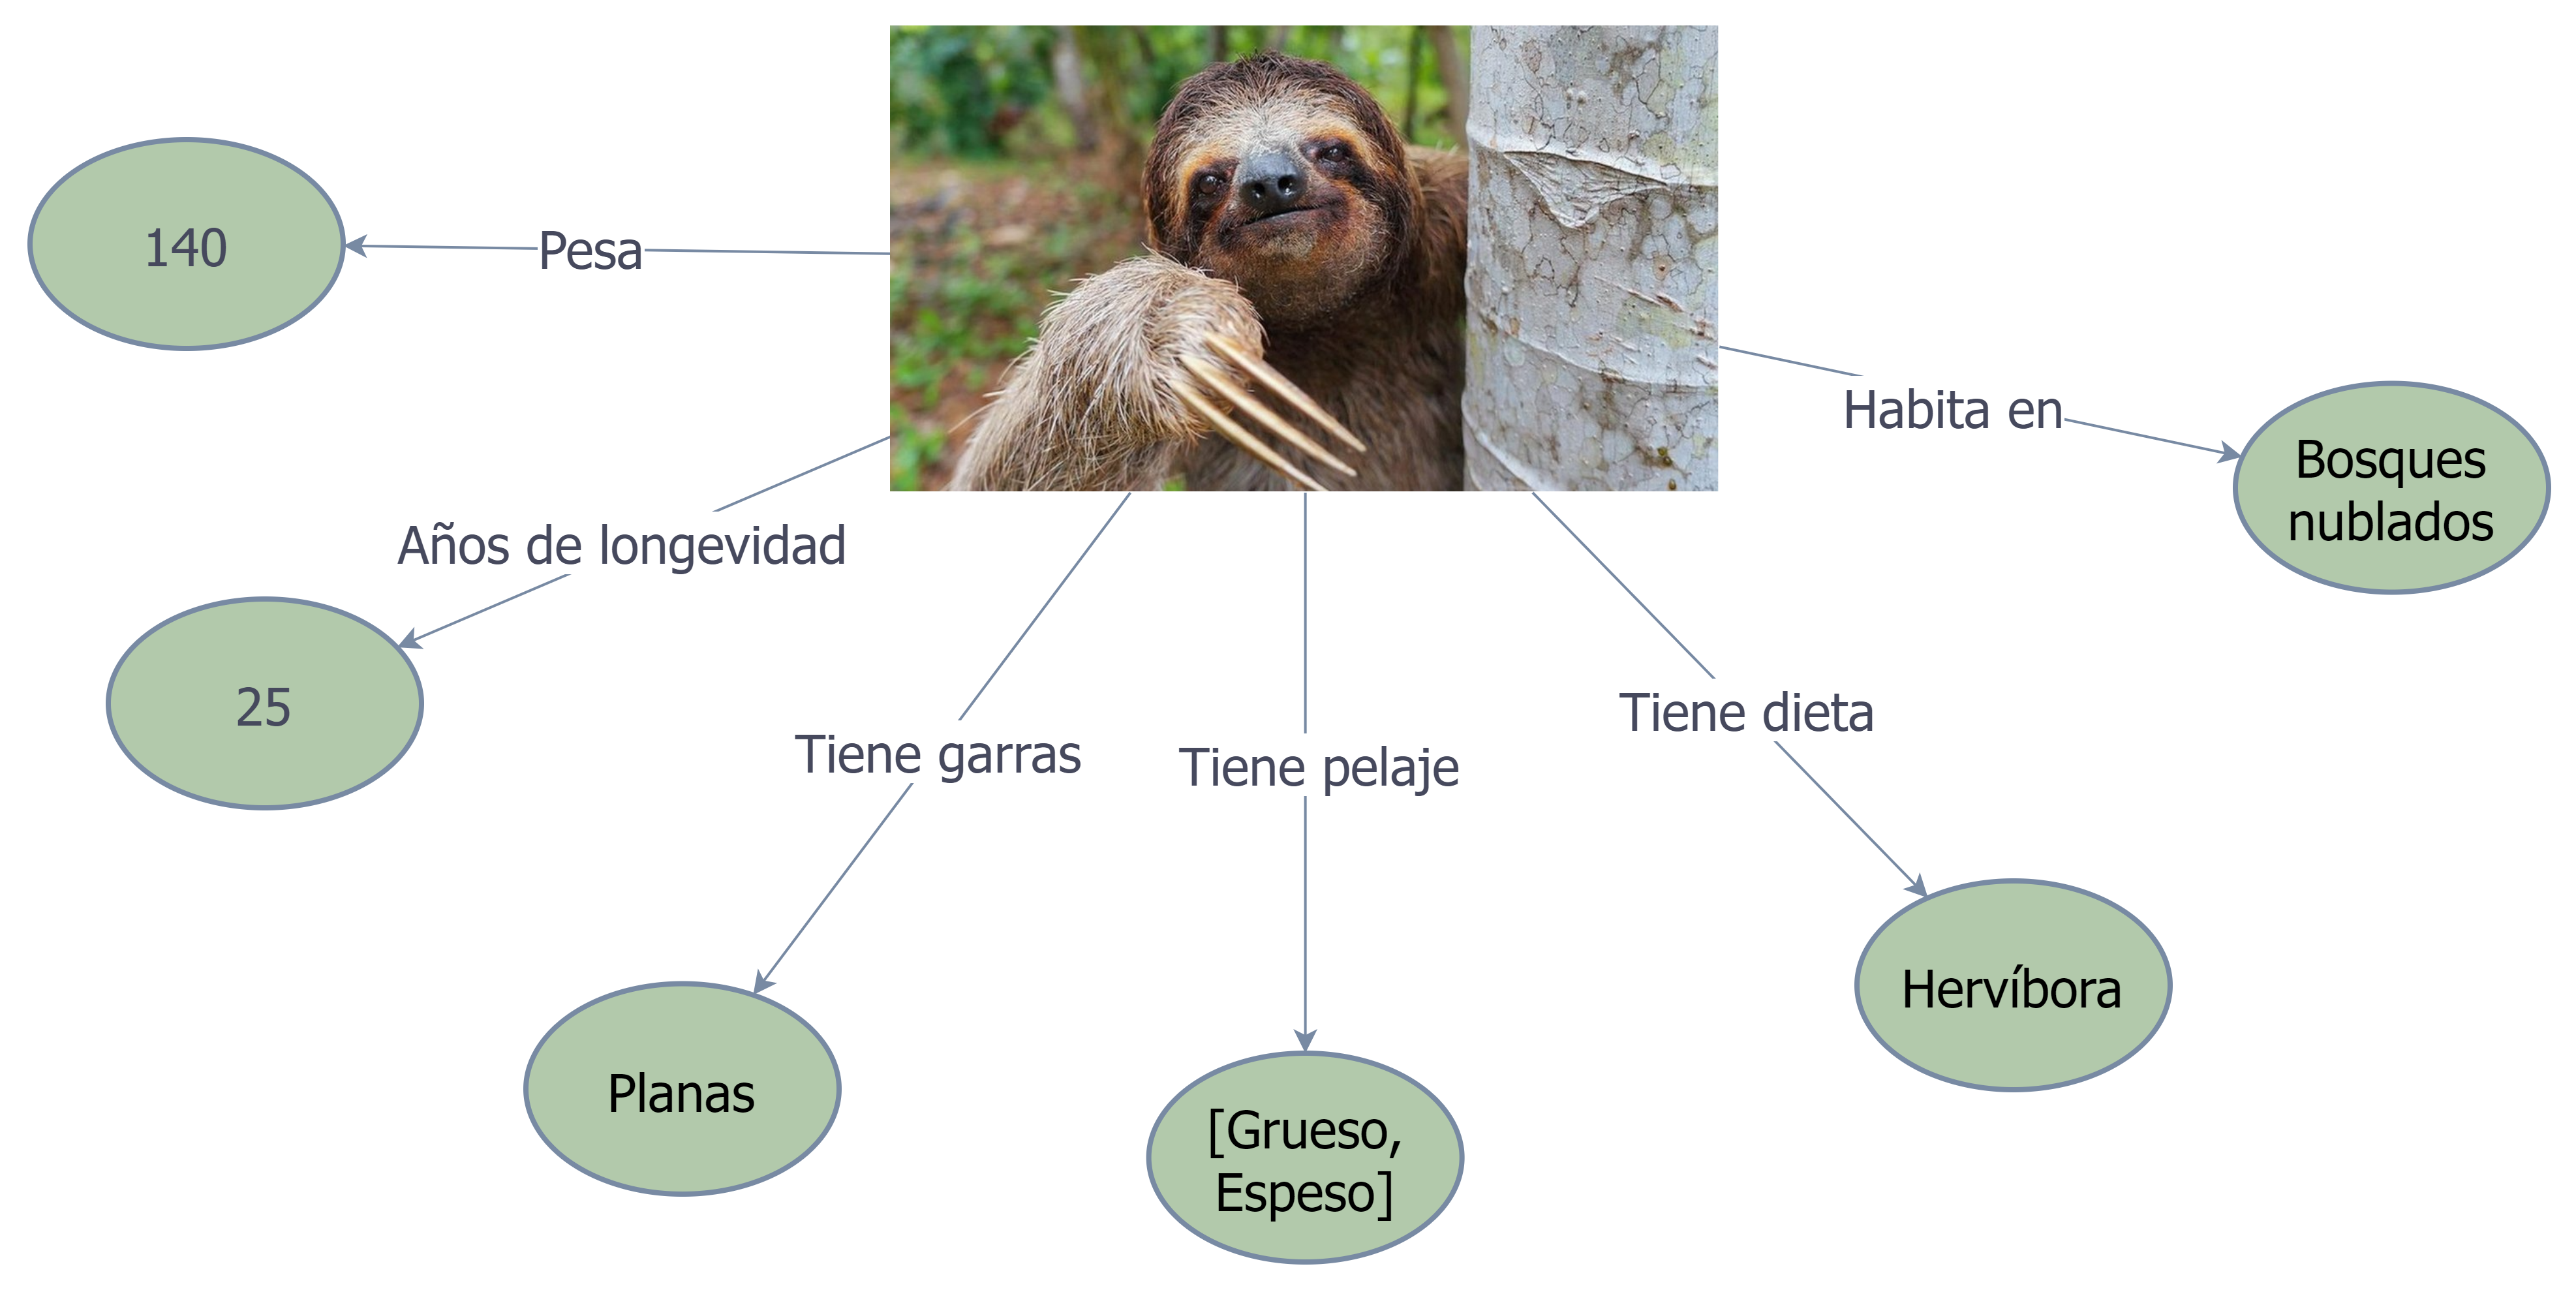 140
Pesa
Habita en
Bosques
nublados
Años de longevidad
25
Tiene garras
Tiene pelaje
Tiene dieta
Planas
[Grueso,
Espeso]
Hervíbora